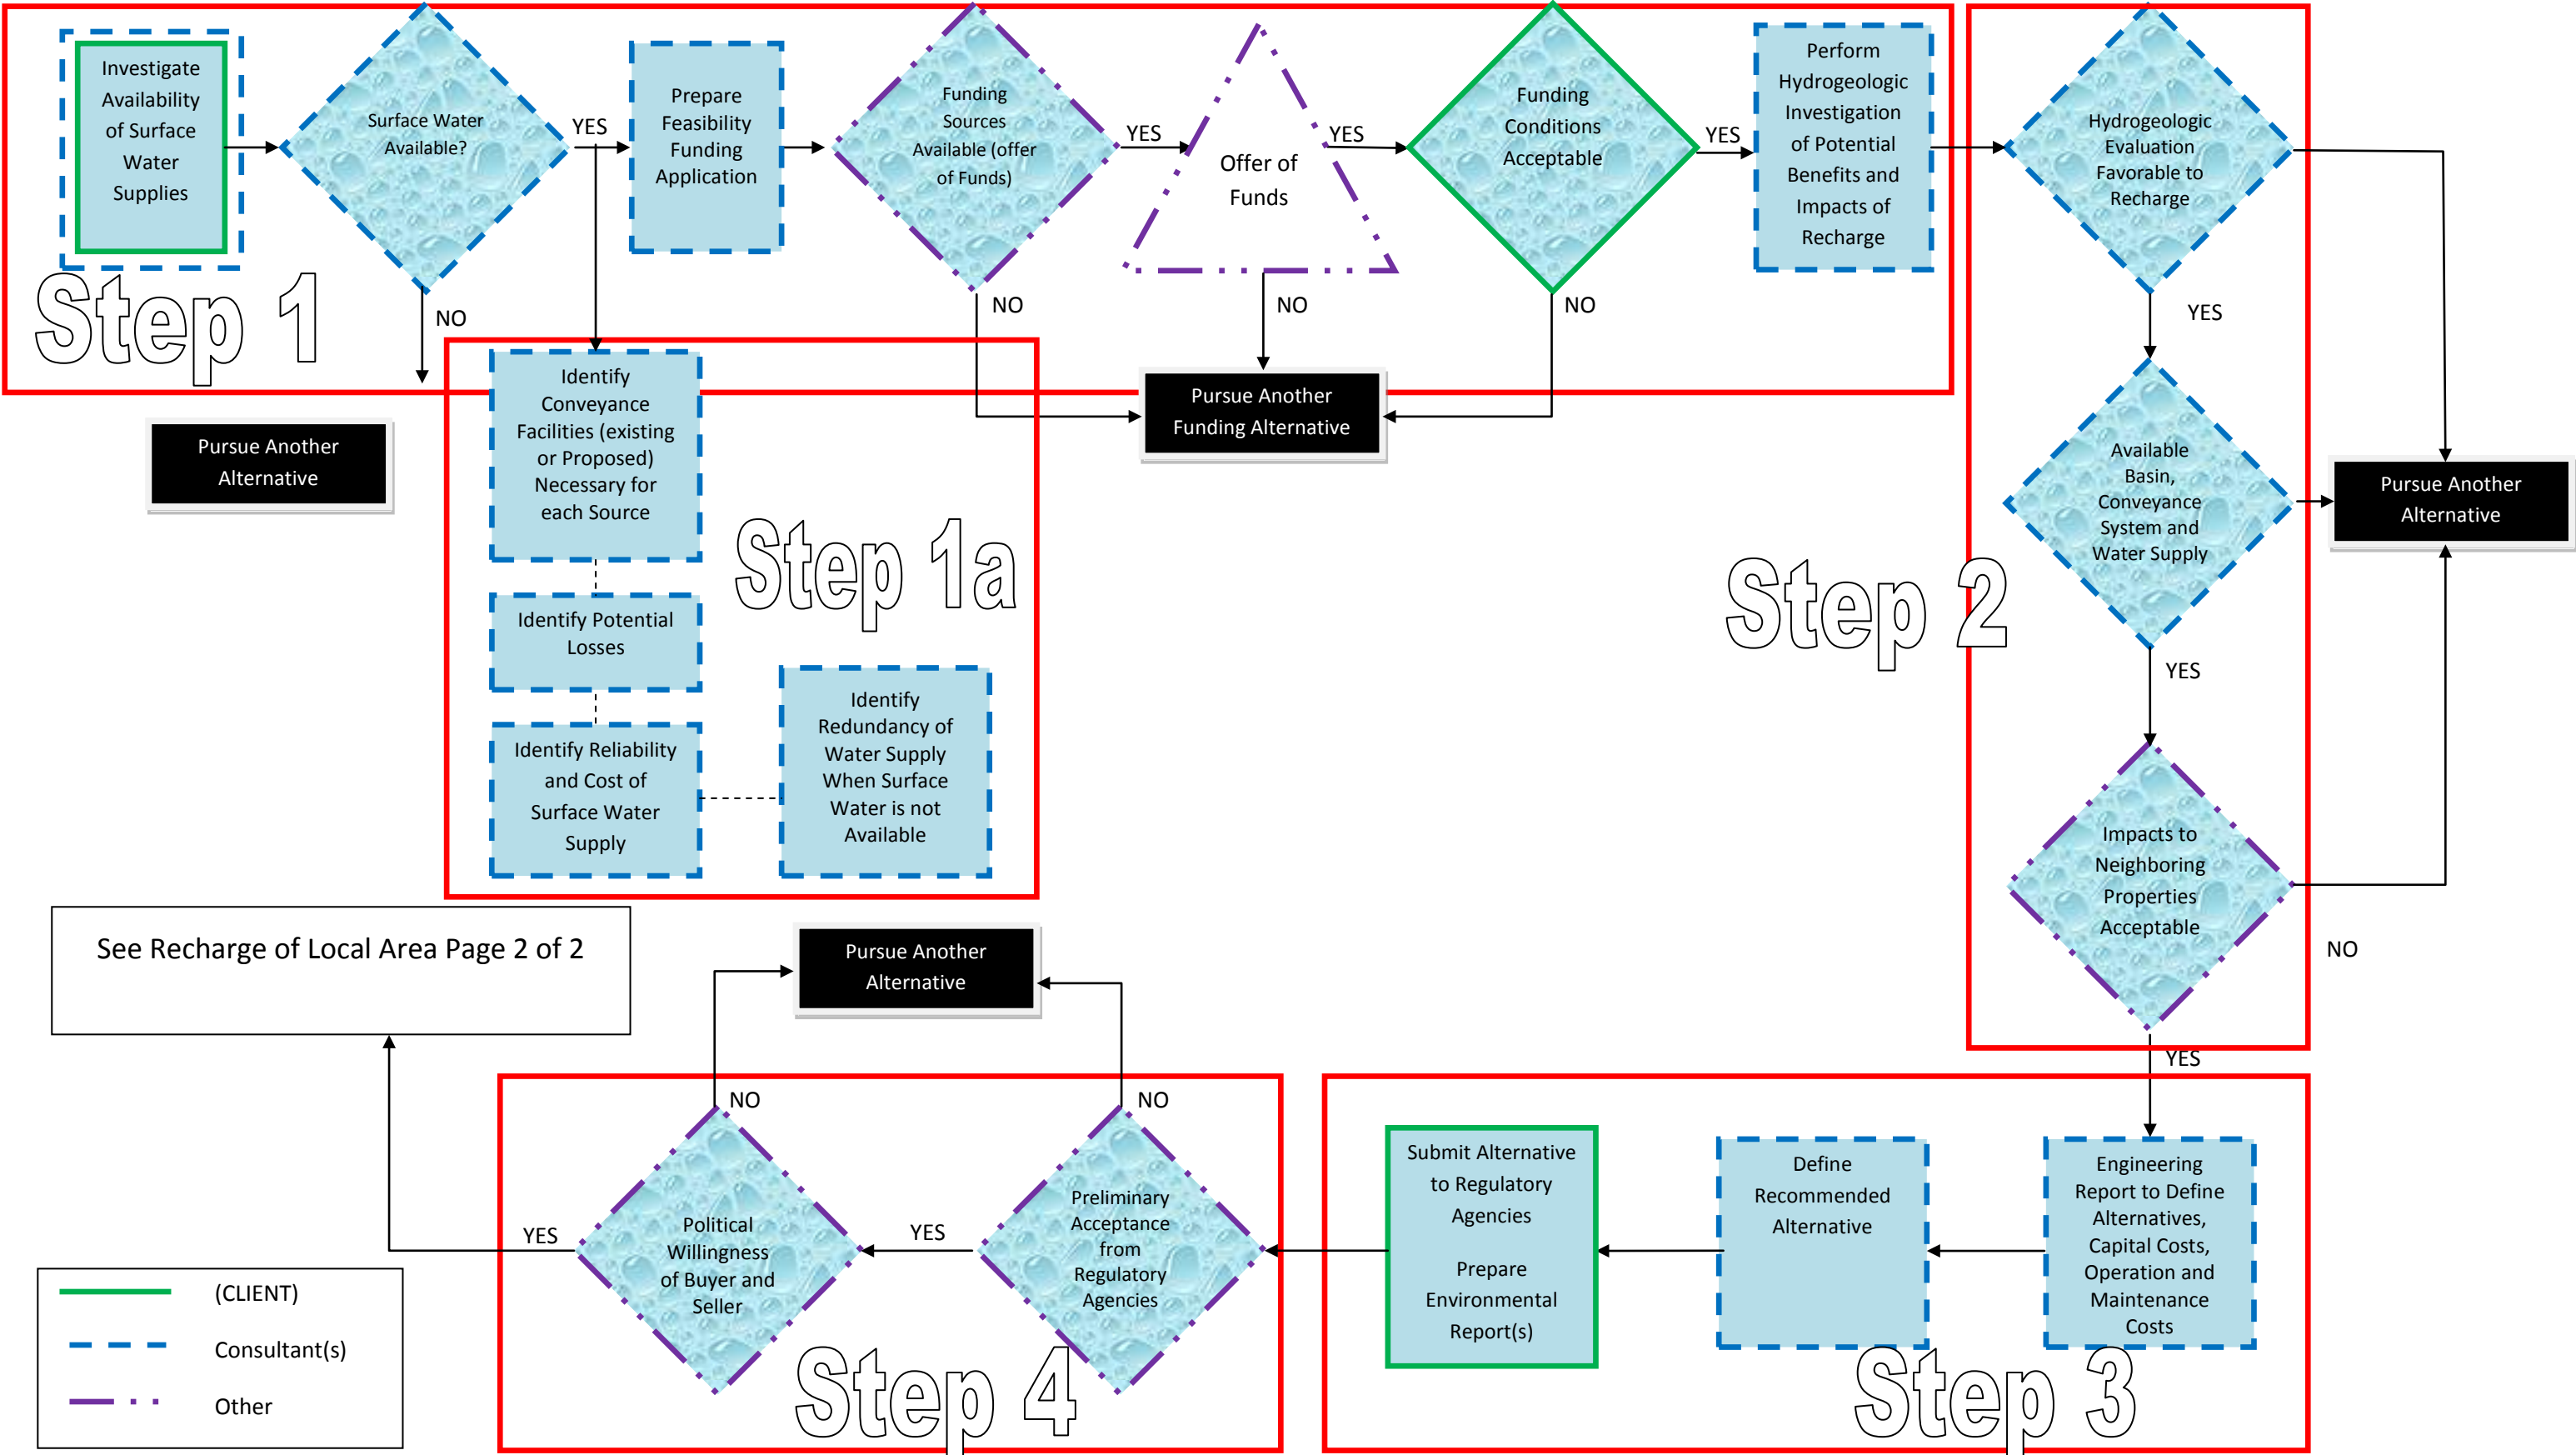 Investigate
Availability
of Surface
Water
Supplies
Surface Water
Available?
YES
NO
Prepare
Feasibility
Funding
Application
Funding
Sources
Available (offer
of Funds)
YES
NO
Offer of
Funds
YES
NO
Funding
Conditions
Acceptable
YES
NO
Perform
Hydrogeologic
Investigation
of Potential
Benefits and
Impacts of
Recharge
Step 1
Pursue Another
Alternative
Pursue Another
Funding Alternative
Identify
Conveyance
Facilities (existing
or Proposed)
Necessary for
each Source
Identify Potential
Losses
Identify Reliability
and Cost of
Surface Water
Supply
Identify
Redundancy of
Water Supply
When Surface
Water is not
Available
Step 1a
Hydrogeologic
Evaluation
Favorable to
Recharge
YES
Available
Basin,
Conveyance
System and
Water Supply
YES
Pursue Another
Alternative
Step 2
Impacts to
Neighboring
Properties
Acceptable
NO
YES
Engineering
Report to Define
Alternatives,
Capital Costs,
Operation and
Maintenance
Costs
Define
Recommended
Alternative
Submit Alternative
to Regulatory
Agencies
Prepare
Environmental
Report(s)
Step 3
Preliminary
Acceptance
from
Regulatory
Agencies
NO
YES
Political
Willingness
of Buyer and
Seller
NO
YES
Step 4
Pursue Another
Alternative
See Recharge of Local Area Page 2 of 2
(CLIENT)
Consultant(s)
Other